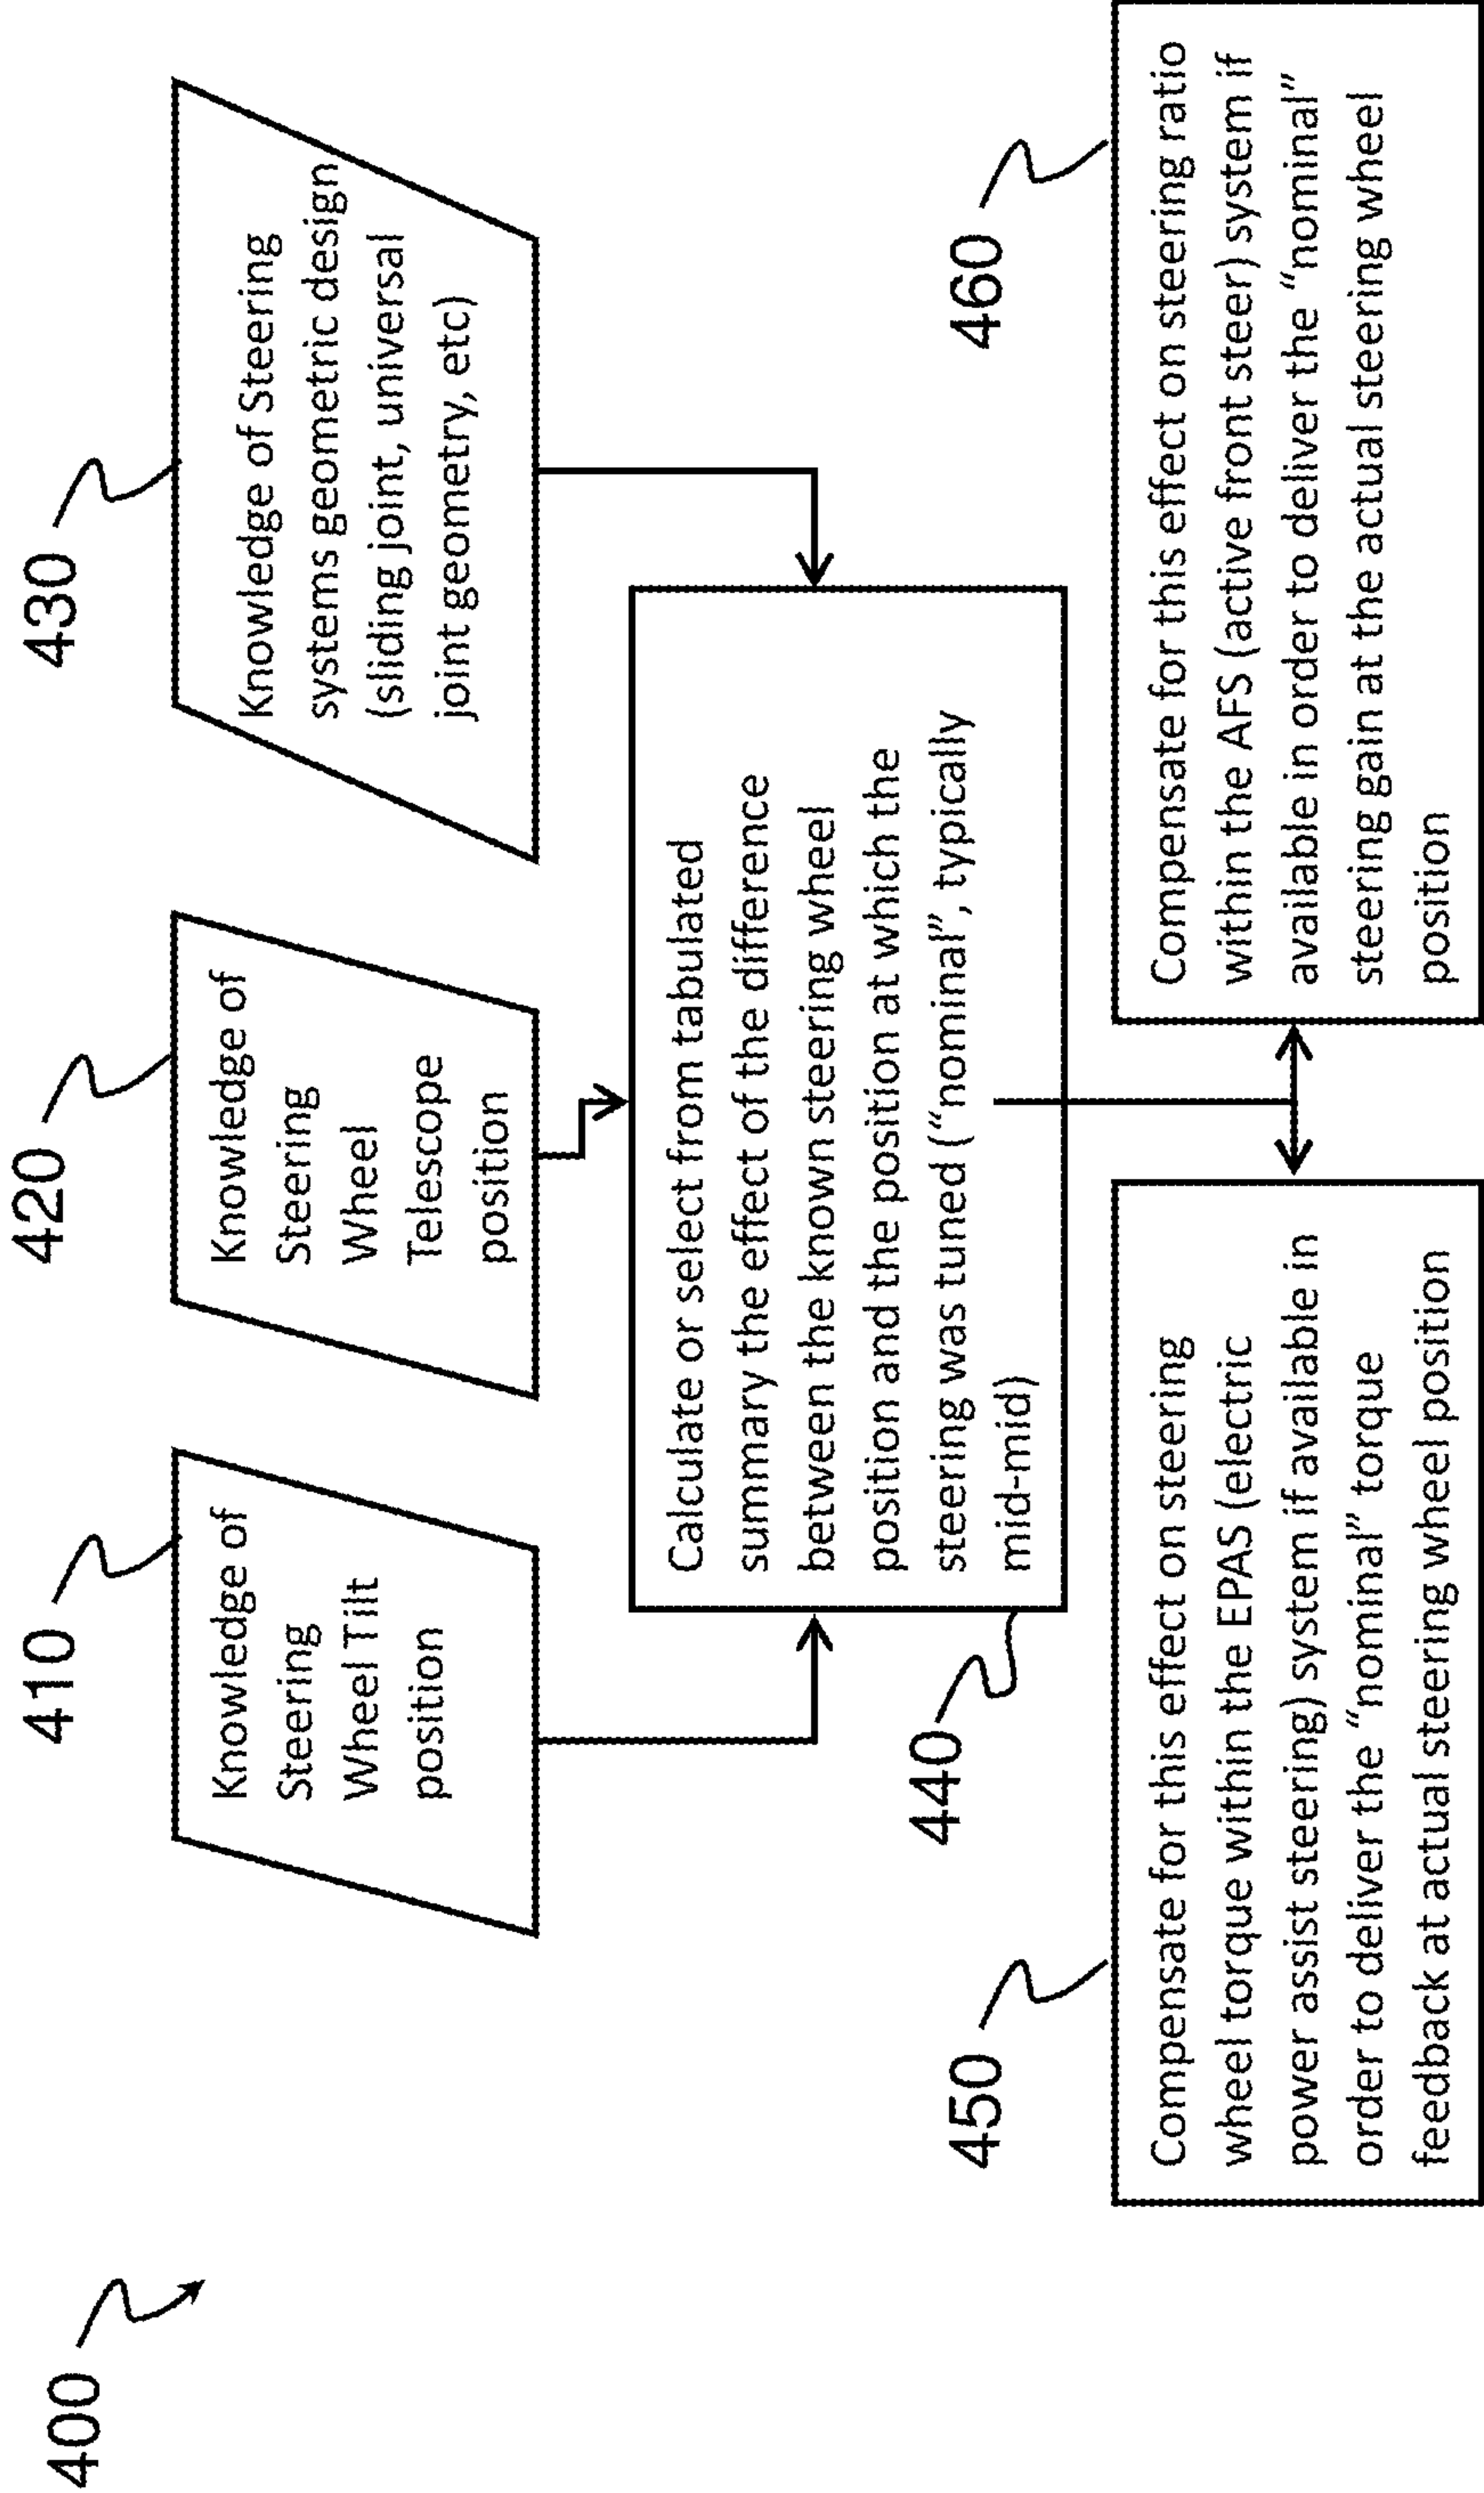 400
410
Knowledge of
Steering
Wheel Tilt
position
420
Knowledge of
Steering
Wheel
Telescope
position
430
Knowledge of Steering
systems geometric design
(sliding joint, universal
joint geometry, etc)
440
Calculate or select from tabulated
summary the effect of the difference
between the known steering wheel
position and the position at which the
steering was tuned (“nominal”, typically
mid-mid)
450
Compensate for this effect on steering
wheel torque within the EPAS (electric
power assist steering) system if available in
order to deliver the “nominal” torque
feedback at actual steering wheel position
460
Compensate for this effect on steering ratio
within the AFS (active front steer) system if
available in order to deliver the “nominal”
steering gain at the actual steering wheel
position